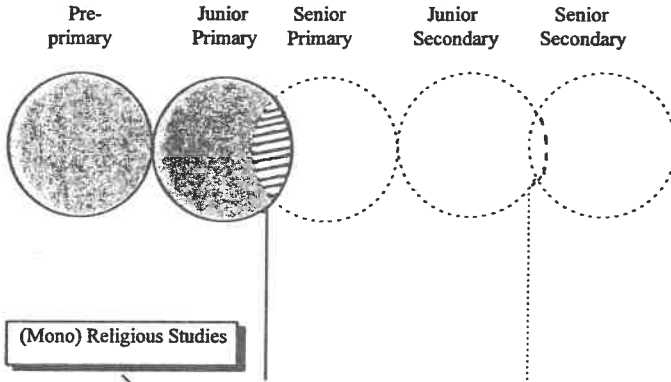 Pre-
primary
Junior
Primary
Senior
Primary
Junior
Secondary
Senior
Secondary
(Mono) Religious Studies